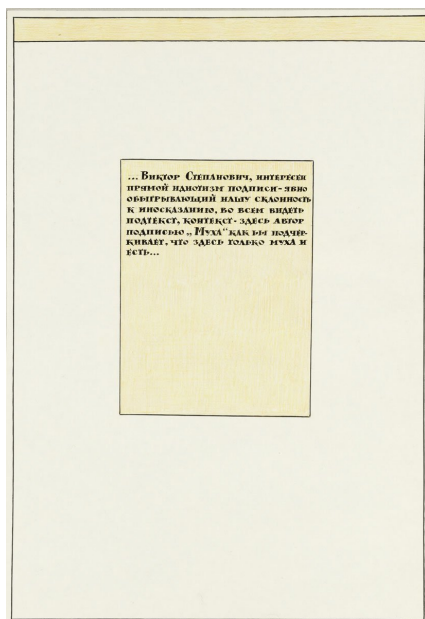 ...Виктор Степанович, интересен
прямой идиотизм подписи - явно
обыгрывающий нашу склонность
к иносказанию, во всем видеть
подтекст, контекст - здесь автор
подписью „Муха“ как бы подчер-
кивает, что здесь только муха и
есть...